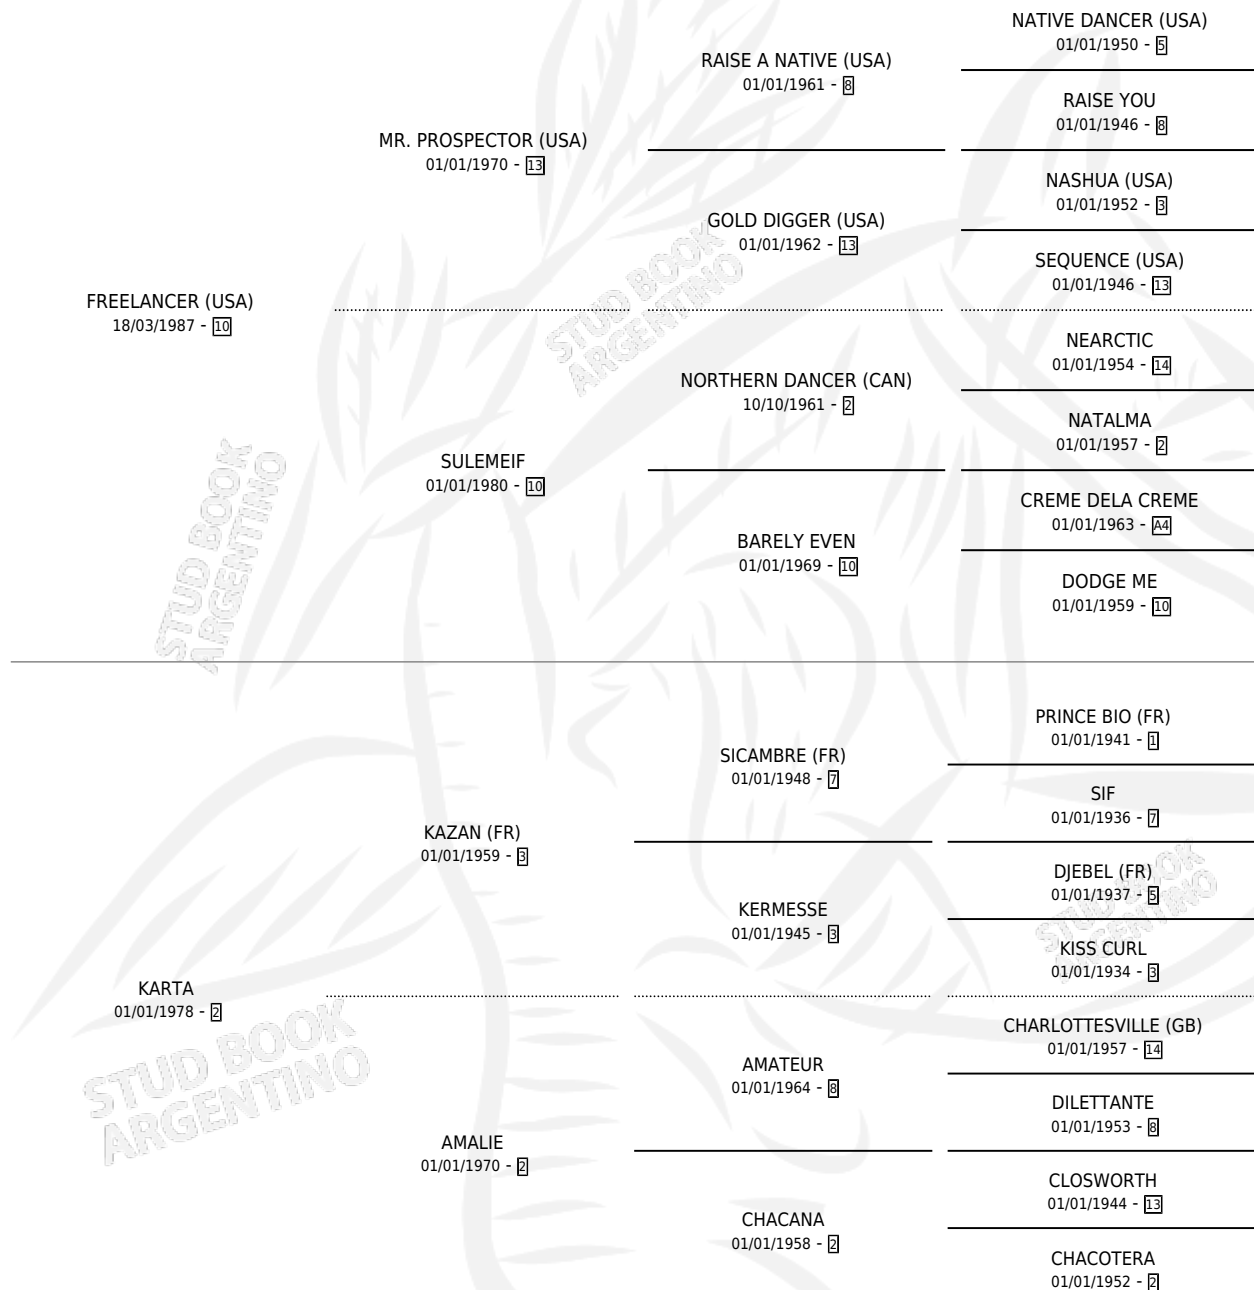 NATIVE DANCER (USA)
01/01/1950 - 5
RAISE A NATIVE (USA)
01/01/1961 - 8
RAISE YOU
01/01/1946 - 8
MR. PROSPECTOR (USA)
01/01/1970 - 13
NASHUA (USA)
01/01/1952 - 3
GOLD DIGGER (USA)
01/01/1962 - 13
SEQUENCE (USA)
01/01/1946 - 13
FREELANCER (USA)
18/03/1987 - 10
STUD BOOK
ARGENTINO
NEARCTIC
01/01/1954 - 14
NORTHERN DANCER (CAN)
10/10/1961 - 2
NATALMA
01/01/1957 - 2
SULEMEIF
01/01/1980 - 10
CREME DELA CREME
01/01/1963 - A4
BARELY EVEN
01/01/1969 - 10
DODGE ME
01/01/1959 - 10
STUD BOOK
ARGENTINO
PRINCE BIO (FR)
01/01/1941 - 1
SICAMBRE (FR)
01/01/1948 - 7
SIF
01/01/1936 - 7
KAZAN (FR)
01/01/1959 - 3
DJEBEL (FR)
01/01/1937 - 5
KERMESSE
01/01/1945 - 3
KISS CURL
01/01/1934 - 3
STUD BOOK
ARGENTINO
KARTA
01/01/1978 - 2
CHARLOTTESVILLE (GB)
01/01/1957 - 14
AMATEUR
01/01/1964 - 8
DILETTANTE
01/01/1953 - 8
STUD BOOK
ARGENTINO
AMALIE
01/01/1970 - 2
CLOSWORTH
01/01/1944 - 13
CHACANA
01/01/1958 - 2
CHACOTERA
01/01/1952 - 2